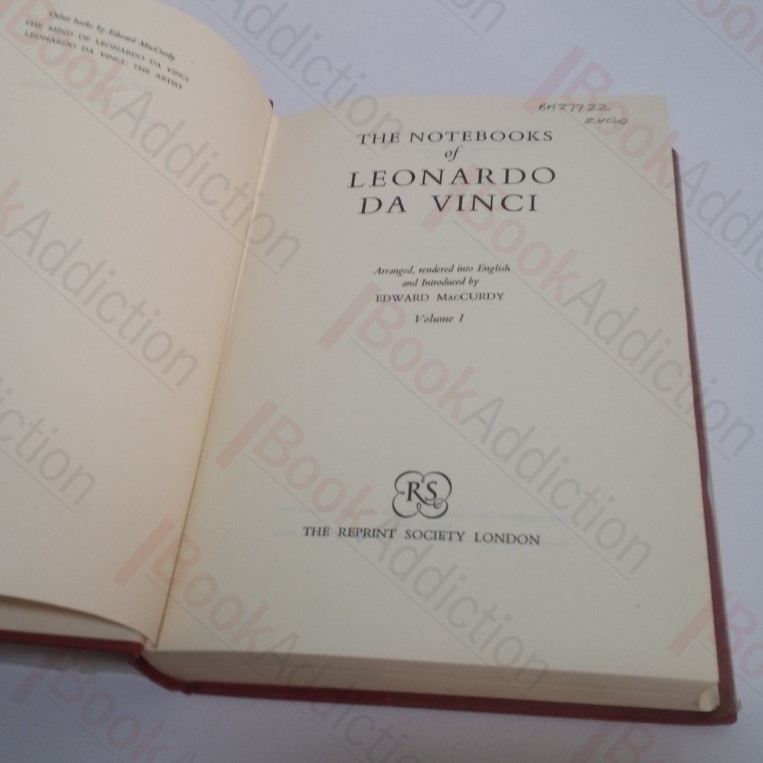 Other books by Edward MacCurdy
THE MIND OF LEONARDO DA VINCI
LEONARDO DA VINCI: THE ARTIST
THE NOTEBOOKS
of
LEONARDO
DA VINCI
Arranged, rendered into English
and Introduced by
EDWARD MacCURDY
Volume I
RS
THE REPRINT SOCIETY LONDON
BookAddiction